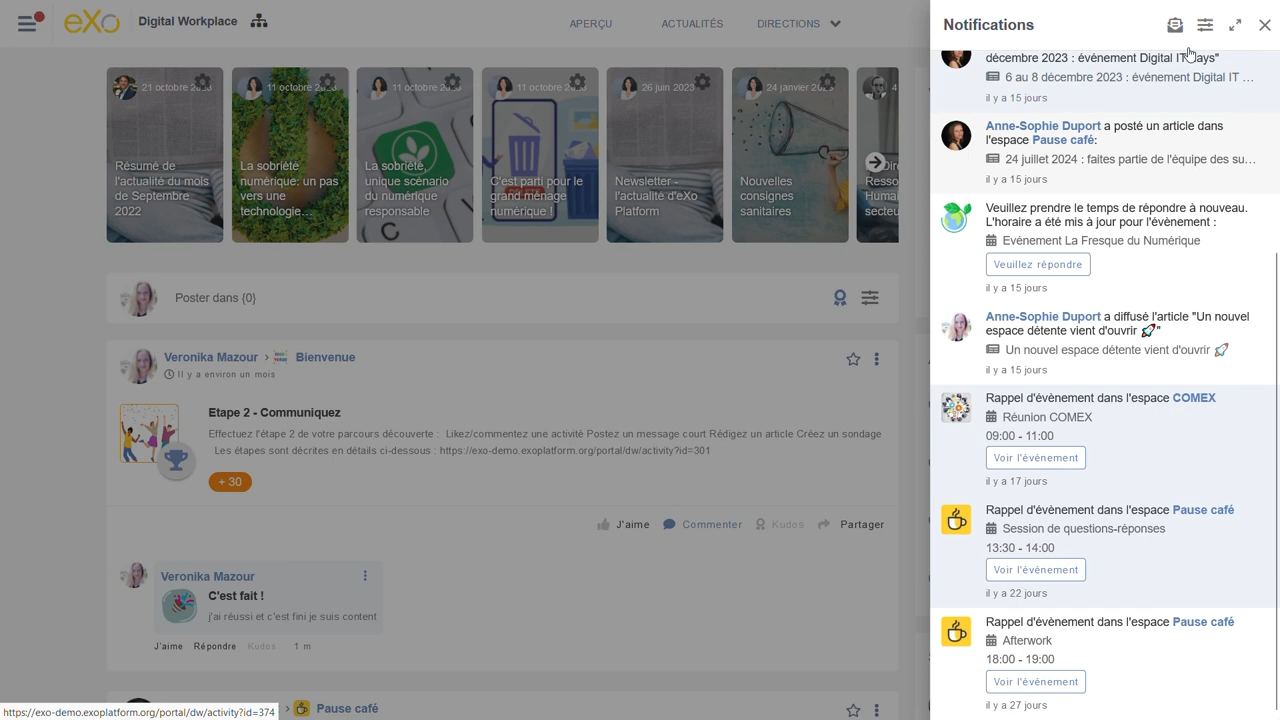 eXo
Digital Workplace
APERÇU
ACTUALITÉS
DIRECTIONS
21 octobre
Résumé de
l'actualité du mois
de Septembre
2022
11 octobre
La sobriété
numérique: un pas
vers une
technologie…
11 octobre
La sobriété,
unique scénario
du numérique
responsable
11 octobre
C'est parti pour le
grand ménage
numérique !
26 juin 2023
Newsletter -
l'actualité d'eXo
Platform
24 janvier
Nouvelles
consignes
sanitaires
4
Poster dans {0}
Veronika Mazour › Bienvenue
Il y a environ un mois
Etape 2 - Communiquez
Effectuez l'étape 2 de votre parcours découverte : Likez/commentez une activité Postez un message court Rédigez un article Créez un sondage
Les étapes sont décrites en détails ci-dessous : https://exo-demo.exoplatform.org/portal/dw/activity?id=301
+ 30
J'aime
Commenter
Kudos
Partager
Veronika Mazour
C'est fait !
j'ai réussi et c'est fini je suis content
J'aime Répondre Kudos 1 m
› Pause café
https://exo-demo.exoplatform.org/portal/dw/activity?id=374
Notifications
décembre 2023 : événement Digital IT Days"
6 au 8 décembre 2023 : événement Digital IT …
il y a 15 jours
Anne-Sophie Duport a posté un article dans
l'espace Pause café:
24 juillet 2024 : faites partie de l'équipe des su…
il y a 15 jours
Veuillez prendre le temps de répondre à nouveau.
L'horaire a été mis à jour pour l'évènement :
Evénement La Fresque du Numérique
Veuillez répondre
il y a 15 jours
Anne-Sophie Duport a diffusé l'article "Un nouvel
espace détente vient d'ouvrir 🚀"
Un nouvel espace détente vient d'ouvrir 🚀
il y a 15 jours
Rappel d'évènement dans l'espace COMEX
Réunion COMEX
09:00 - 11:00
Voir l'événement
il y a 17 jours
Rappel d'évènement dans l'espace Pause café
Session de questions-réponses
13:30 - 14:00
Voir l'événement
il y a 22 jours
Rappel d'évènement dans l'espace Pause café
Afterwork
18:00 - 19:00
Voir l'événement
il y a 27 jours